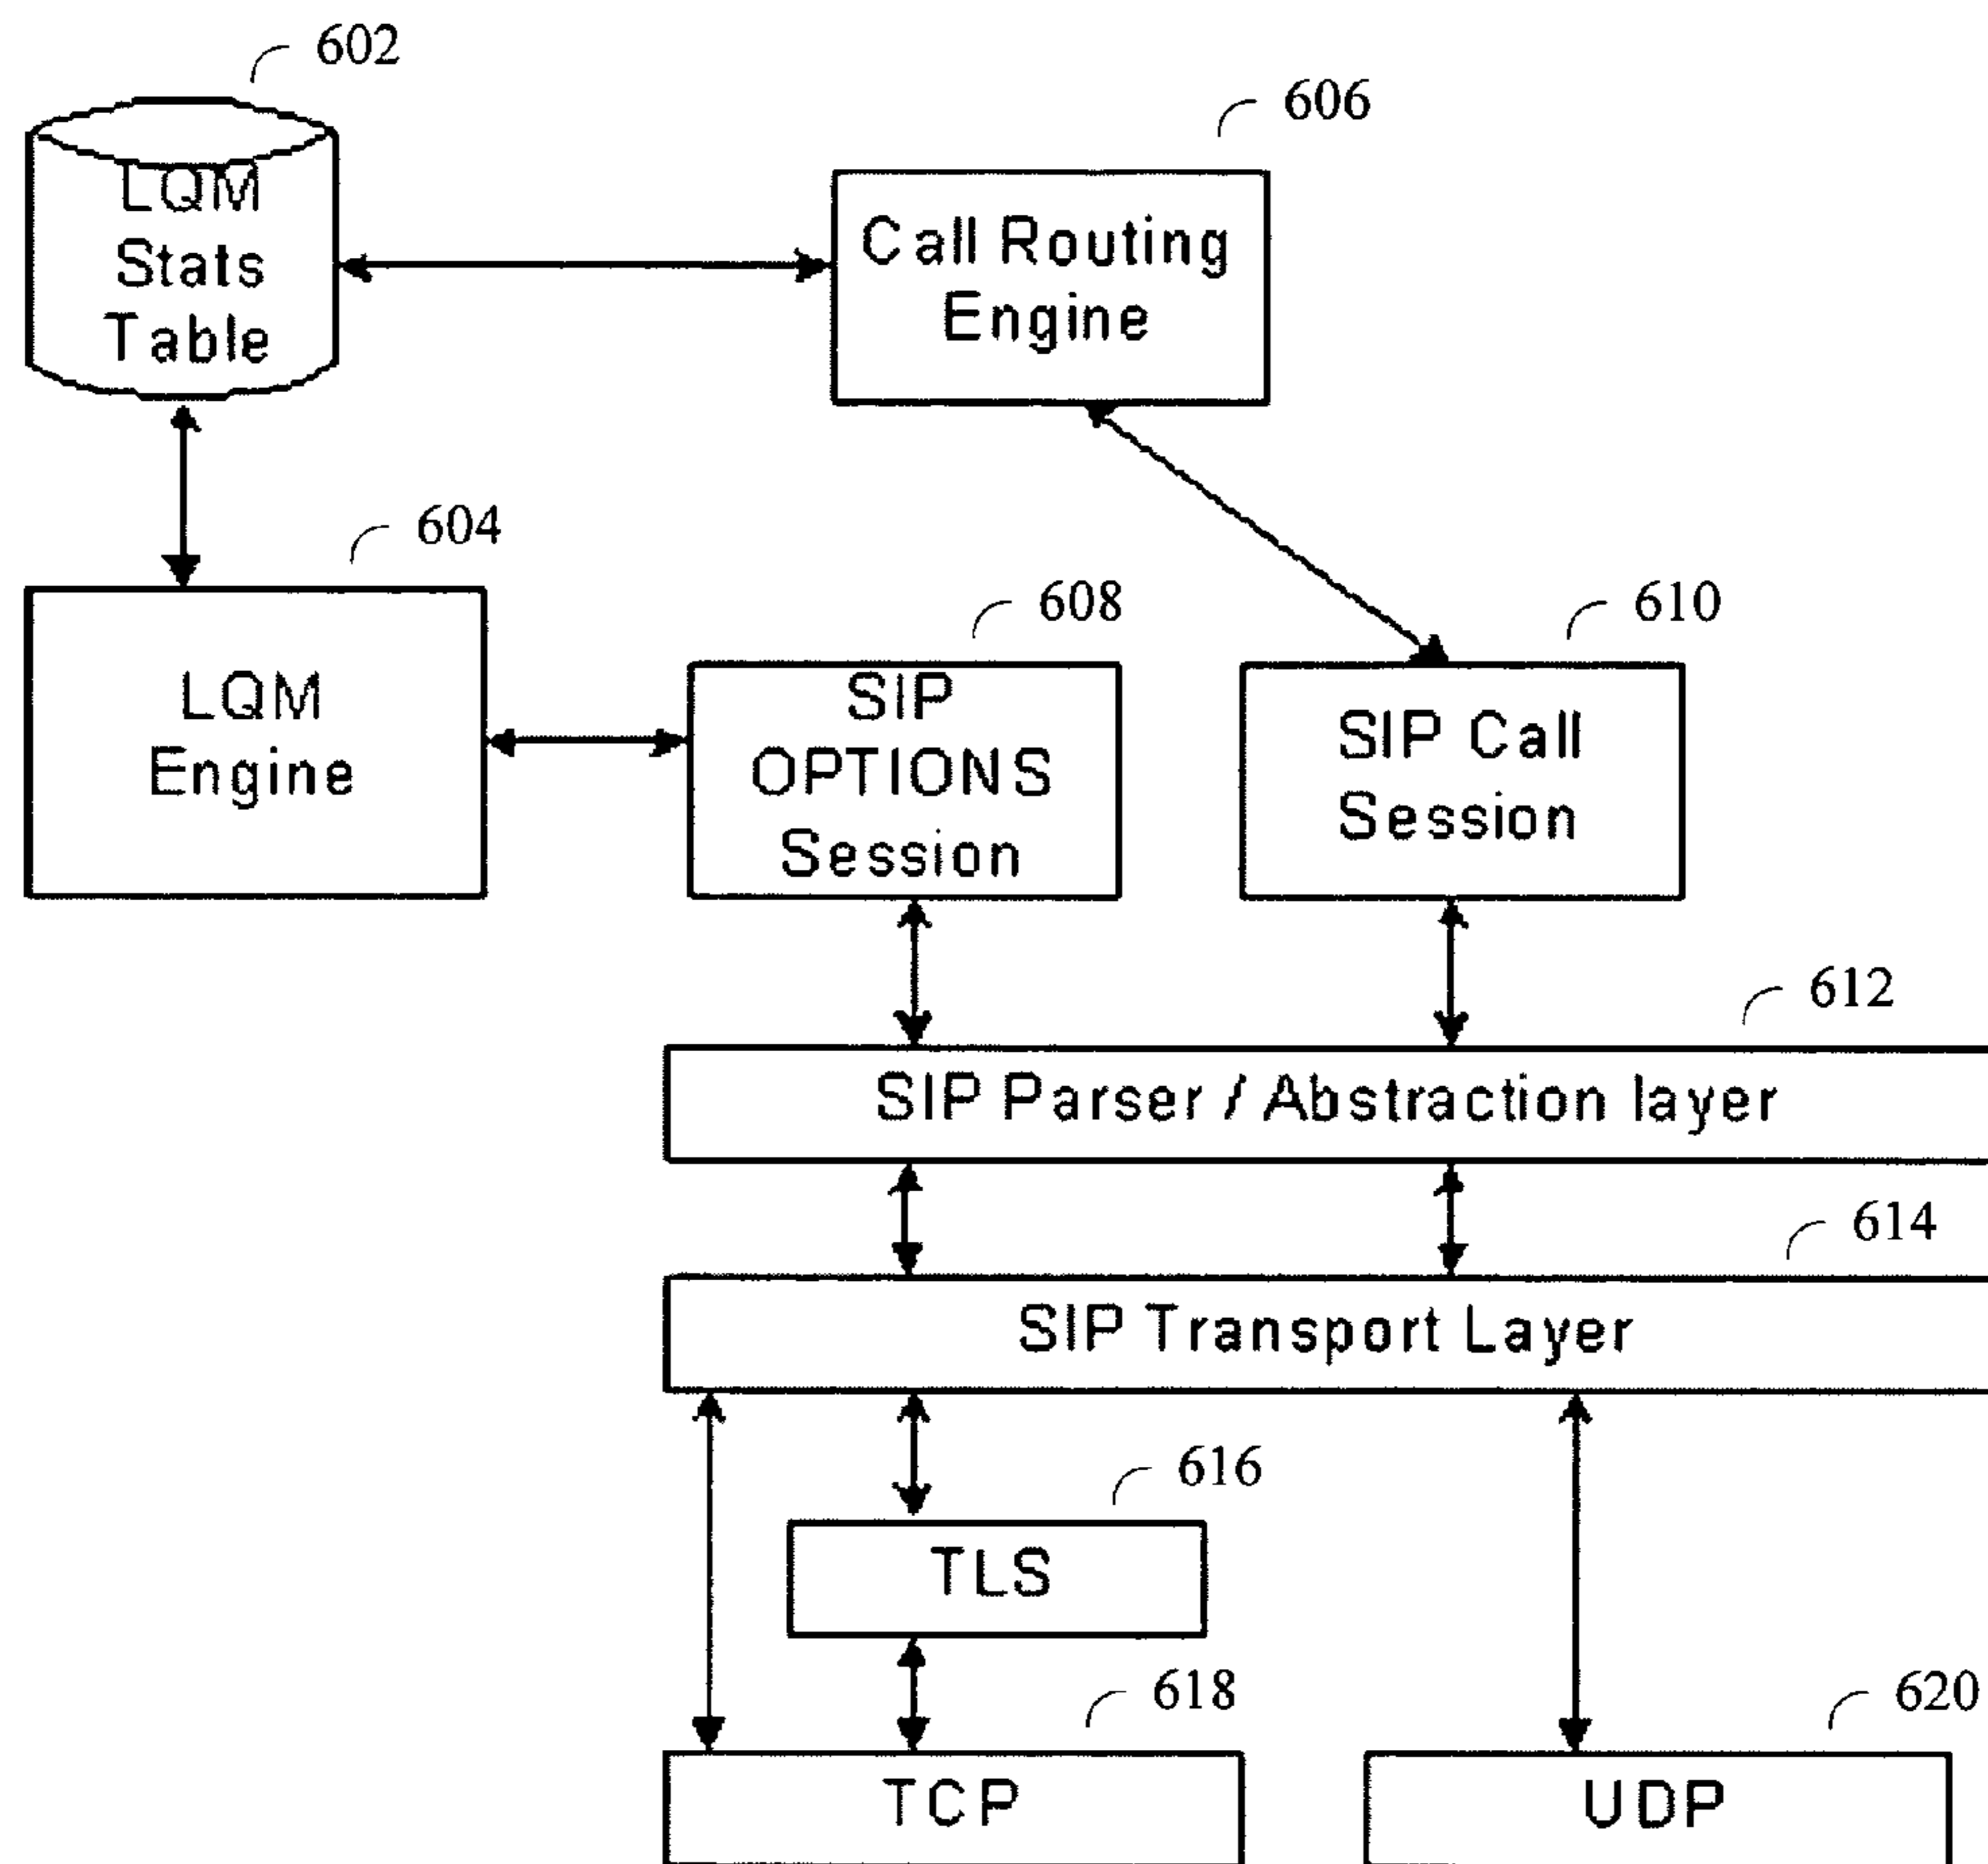 602
LQM
Stats
Table
606
Call Routing
Engine
604
LQM
Engine
608
SIP
OPTIONS
Session
610
SIP Call
Session
612
SIP Parser / Abstraction layer
614
SIP Transport Layer
616
TLS
618
TCP
620
UDP